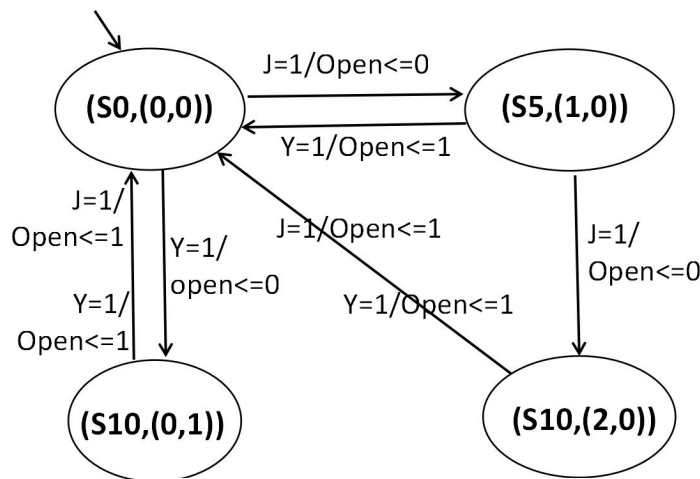 J=1/Open<=0
(S0,(0,0))
(S5,(1,0))
Y=1/Open<=1
J=1/
Open<=1
Y=1/
open<=0
J=1/Open<=1
J=1/
Open<=0
Y=1/
Open<=1
Y=1/Open<=1
(S10,(0,1))
(S10,(2,0))